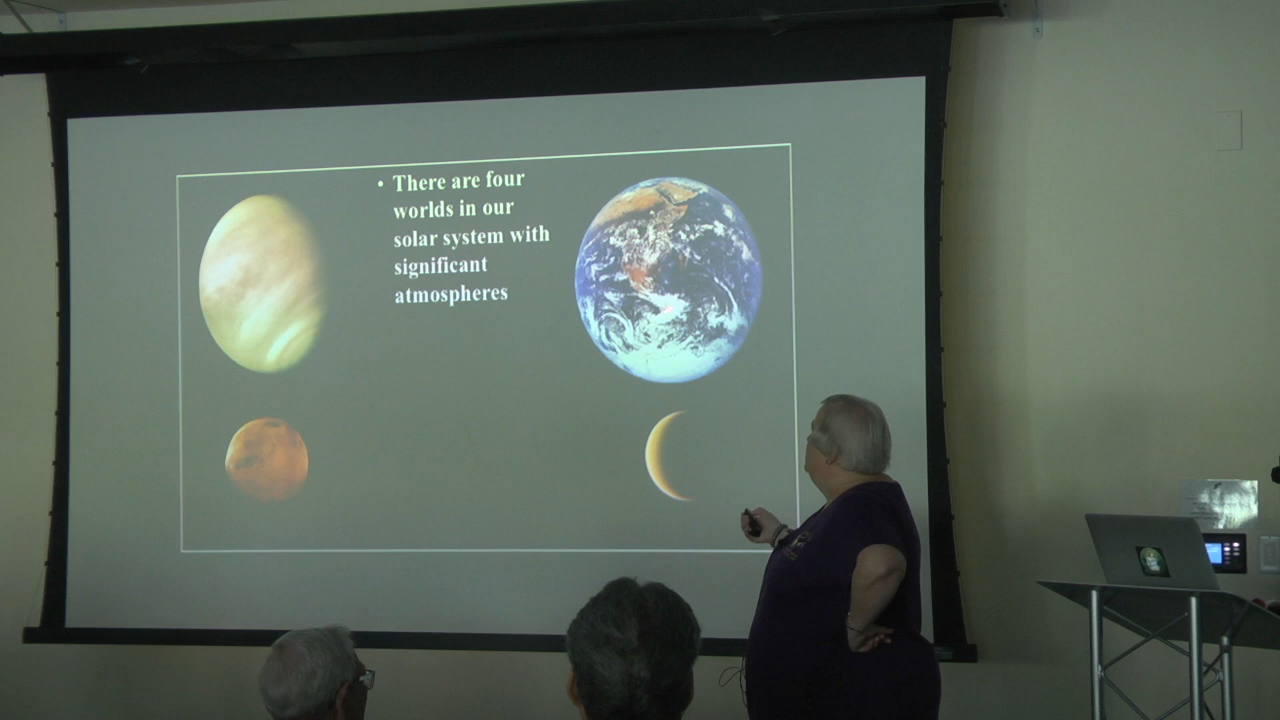 • There are four
worlds in our
solar system with
significant
atmospheres